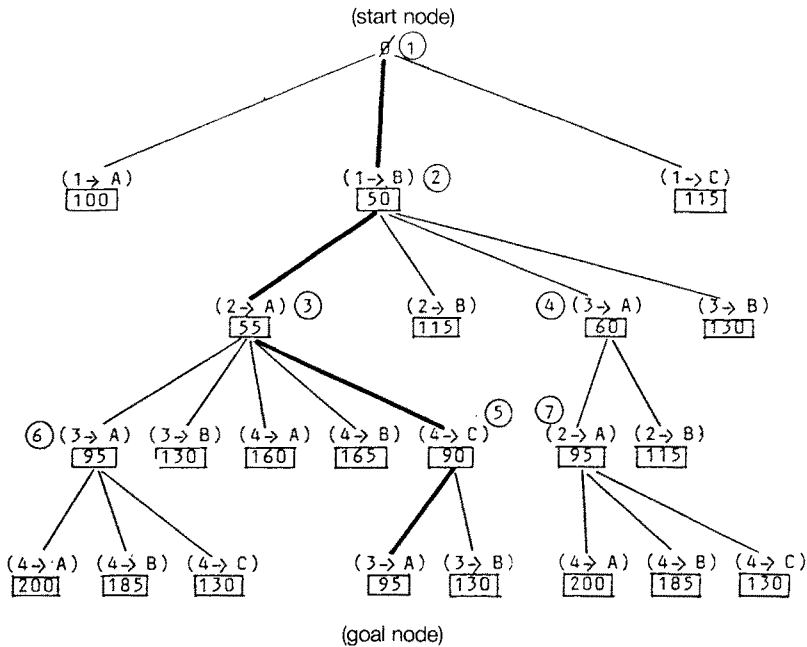 (start node)
Ø ①
(1→ A) (1→ B) ② (1→ C)
100 50 115
(2→ A) ③ (2→ B) ④ (3→ A) (3→ B)
55 115 60 130
⑤ ⑦
⑥ (3→ A) (3→ B) (4→ A) (4→ B) (4→ C) (2→ A) (2→ B)
95 130 160 165 90 95 115
(4→ A) (4→ B) (4→ C) (3→ A) (3→ B) (4→ A) (4→ B) (4→ C)
200 185 130 95 130 200 185 130
(goal node)